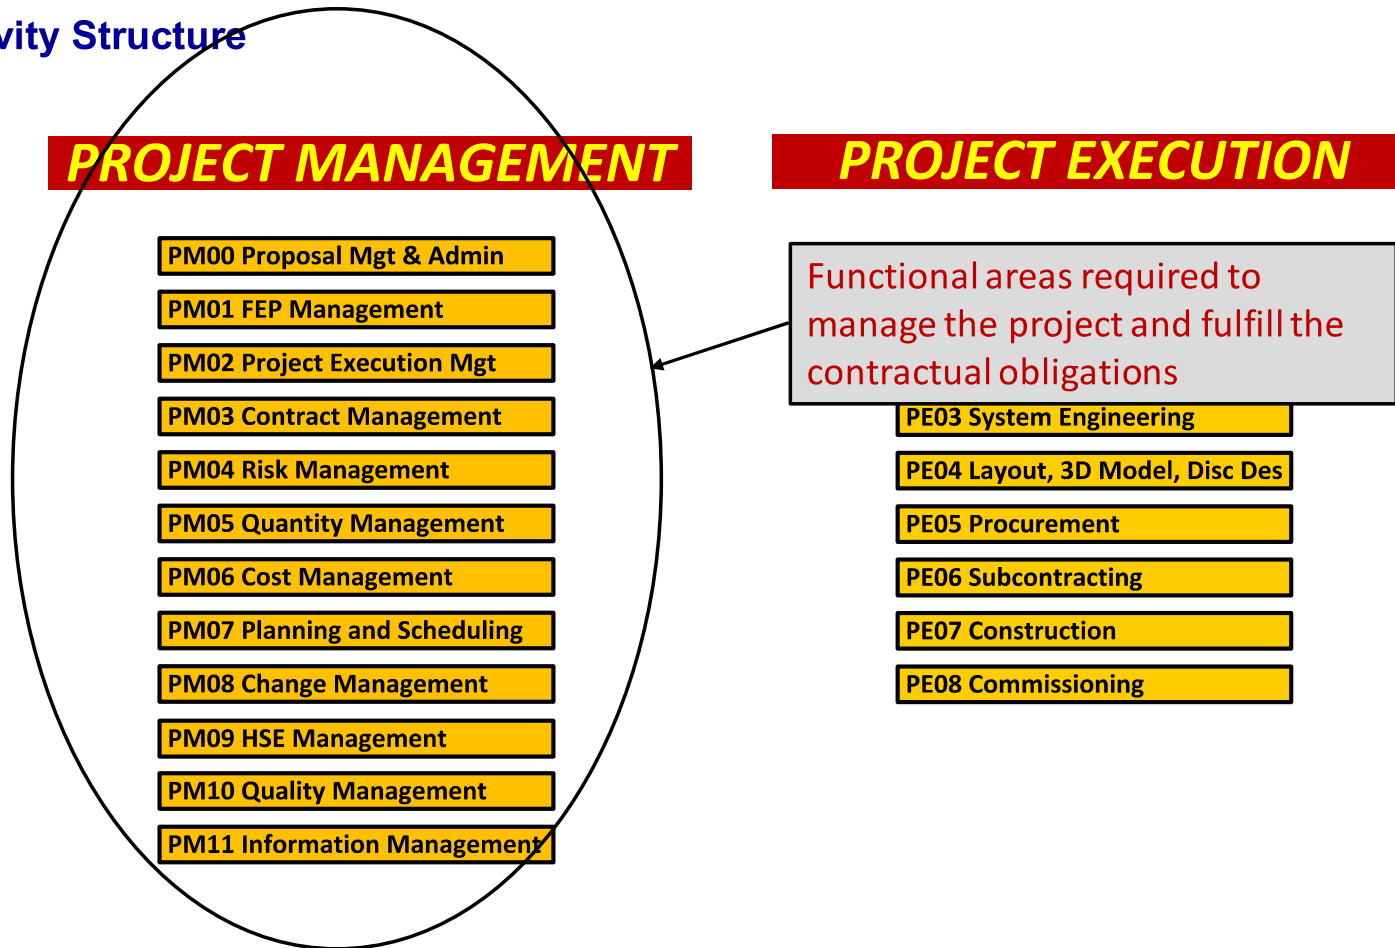 vity Structure
PROJECT MANAGEMENT
PM00 Proposal Mgt & Admin
PM01 FEP Management
PM02 Project Execution Mgt
PM03 Contract Management
PM04 Risk Management
PM05 Quantity Management
PM06 Cost Management
PM07 Planning and Scheduling
PM08 Change Management
PM09 HSE Management
PM10 Quality Management
PM11 Information Management
PROJECT EXECUTION
Functional areas required to
manage the project and fulfill the
contractual obligations
PE03 System Engineering
PE04 Layout, 3D Model, Disc Des
PE05 Procurement
PE06 Subcontracting
PE07 Construction
PE08 Commissioning